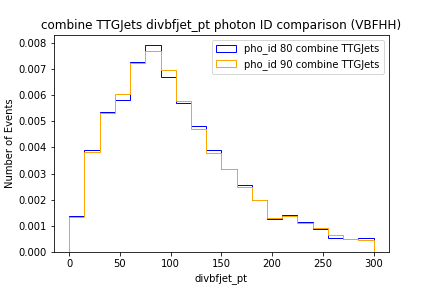 combine TTGJets divbfjet_pt photon ID comparison (VBFHH)
pho_id 80 combine TTGJets
pho_id 90 combine TTGJets
Number of Events
0.008
0.007
0.006
0.005
0.004
0.003
0.002
0.001
0.000
0 50 100 150 200 250 300
divbfjet_pt